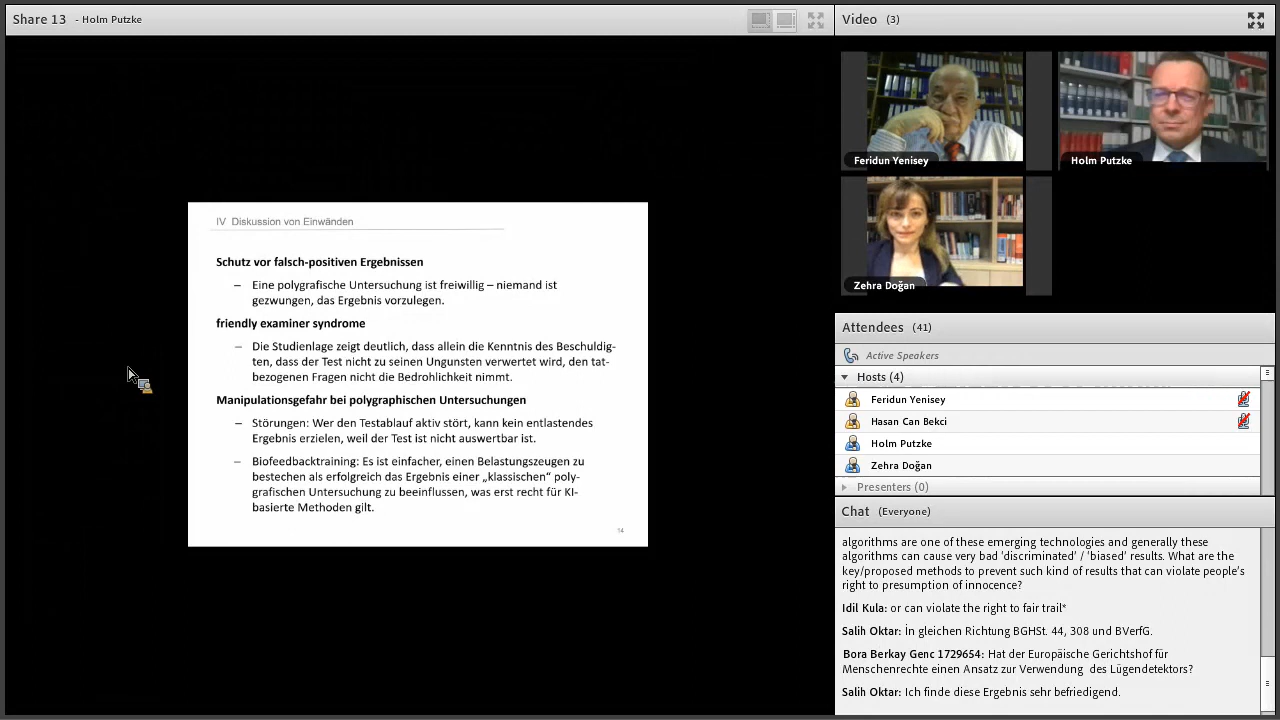 Share 13 - Holm Putzke
IV Diskussion von Einwänden
Schutz vor falsch-positiven Ergebnissen
– Eine polygrafische Untersuchung ist freiwillig – niemand ist
gezwungen, das Ergebnis vorzulegen.
friendly examiner syndrome
– Die Studienlage zeigt deutlich, dass allein die Kenntnis des Beschuldig-
ten, dass der Test nicht zu seinen Ungunsten verwertet wird, den tat-
bezogenen Fragen nicht die Bedrohlichkeit nimmt.
Manipulationsgefahr bei polygraphischen Untersuchungen
– Störungen: Wer den Testablauf aktiv stört, kann kein entlastendes
Ergebnis erzielen, weil der Test ist nicht auswertbar ist.
– Biofeedbacktraining: Es ist einfacher, einen Belastungszeugen zu
bestechen als erfolgreich das Ergebnis einer „klassischen“ poly-
grafischen Untersuchung zu beeinflussen, was erst recht für KI-
basierte Methoden gilt.
14
Video (3)
Feridun Yenisey
Holm Putzke
Zehra Doğan
Attendees (41)
Active Speakers
Hosts (4)
Feridun Yenisey
Hasan Can Bekci
Holm Putzke
Zehra Doğan
Presenters (0)
Chat (Everyone)
algorithms are one of these emerging technologies and generally these
algorithms can cause very bad 'discriminated' / 'biased' results. What are the
key/proposed methods to prevent such kind of results that can violate people's
right to presumption of innocence?
Idil Kula: or can violate the right to fair trail*
Salih Oktar: İn gleichen Richtung BGHSt. 44, 308 und BVerfG.
Bora Berkay Genc 1729654: Hat der Europäische Gerichtshof für
Menschenrechte einen Ansatz zur Verwendung des Lügendetektors?
Salih Oktar: Ich finde diese Ergebnis sehr befriedigend.